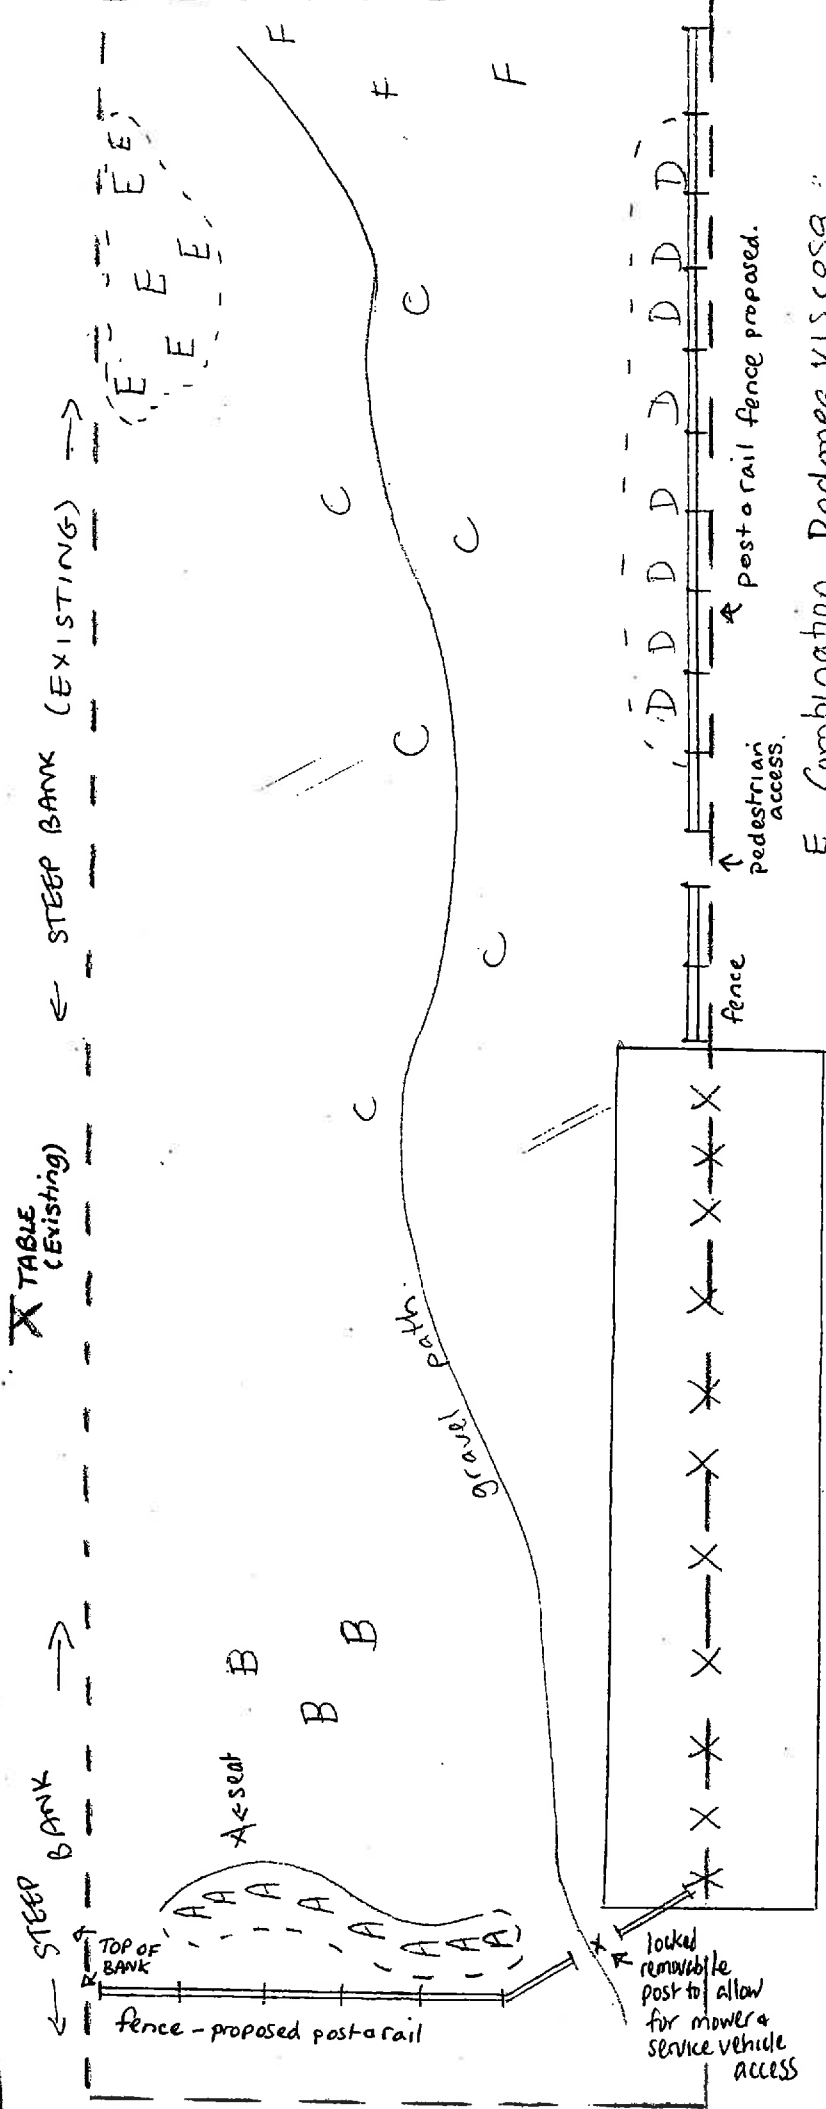 X TABLE
(Existing)
← STEEP
BANK →
← STEEP BANK (EXISTING) →
TOP OF
BANK
fence - proposed post & rail
A A A A A A A A
X ← seat
B B B
gravel path.
C C C C C C
E E E E E E E
F F F
D D D D D D D D
X X X X X X X X X X X
x
locked
removable
post to allow
for mower &
service vehicle
access
fence
pedestrian
access.
post & rail fence proposed.
E Combination Dodonea viscosa